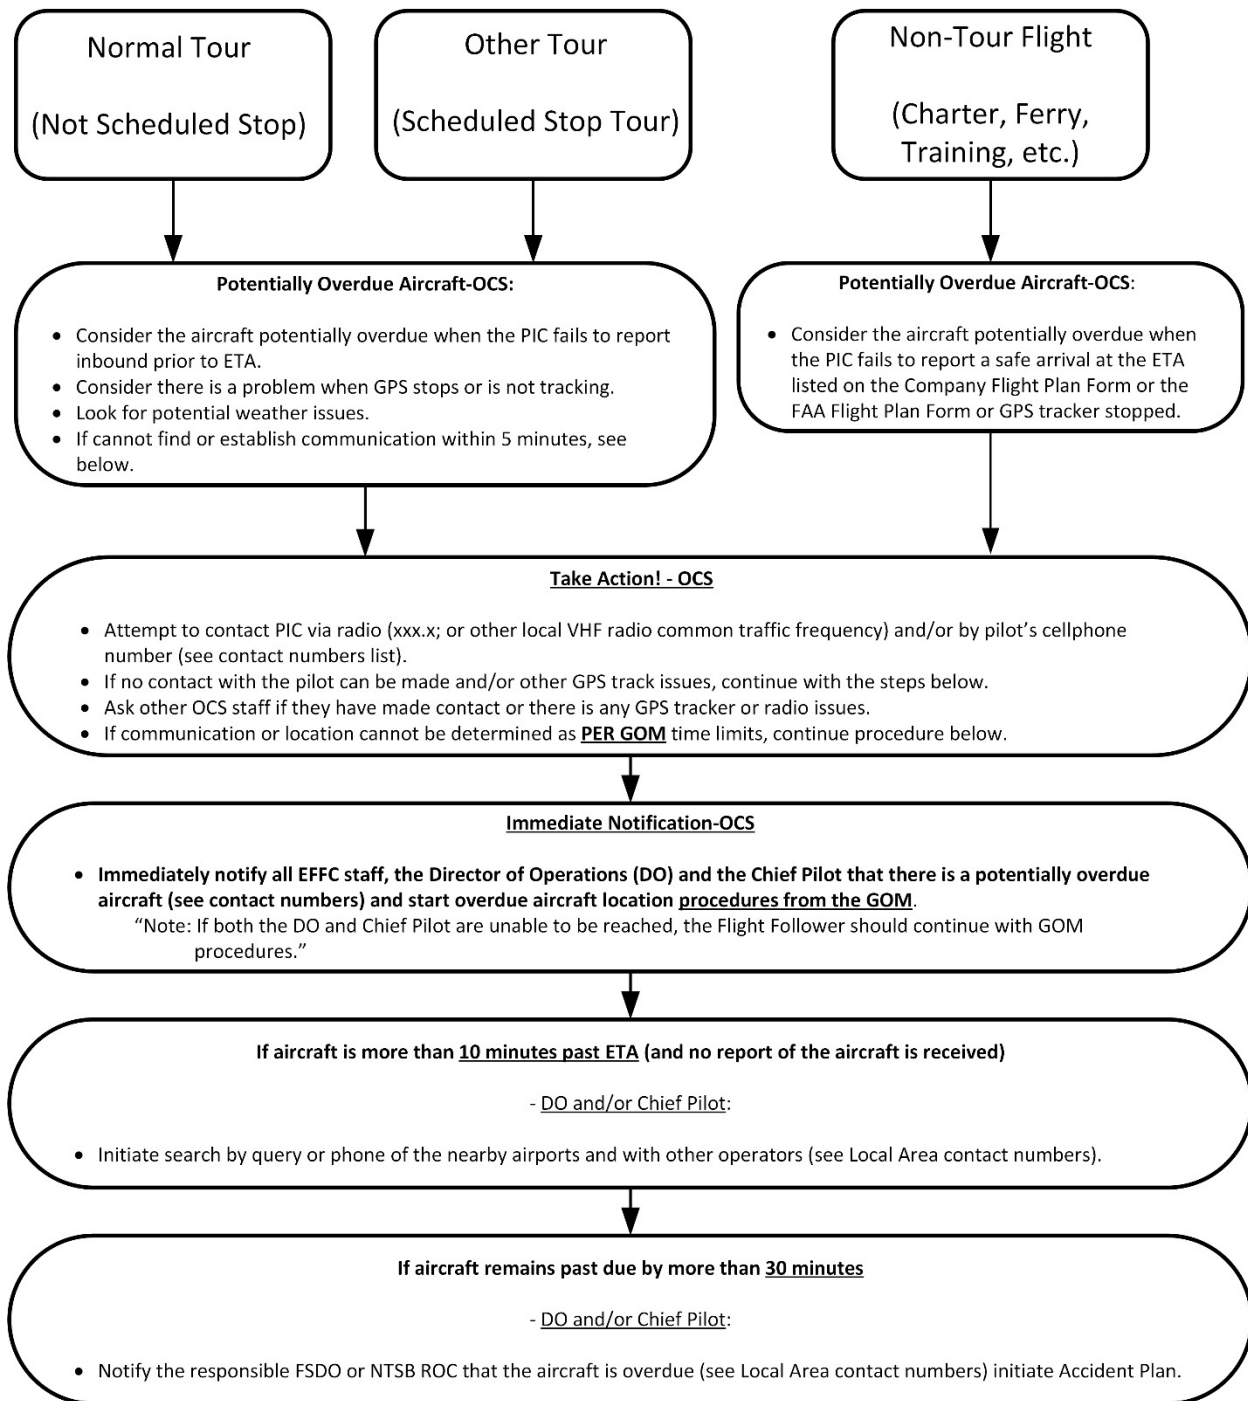 Normal Tour
(Not Scheduled Stop)
Other Tour
(Scheduled Stop Tour)
Non-Tour Flight
(Charter, Ferry,
Training, etc.)
Potentially Overdue Aircraft-OCS:
• Consider the aircraft potentially overdue when the PIC fails to report
inbound prior to ETA.
• Consider there is a problem when GPS stops or is not tracking.
• Look for potential weather issues.
• If cannot find or establish communication within 5 minutes, see
below.
Potentially Overdue Aircraft-OCS:
• Consider the aircraft potentially overdue when
the PIC fails to report a safe arrival at the ETA
listed on the Company Flight Plan Form or the
FAA Flight Plan Form or GPS tracker stopped.
Take Action! - OCS
• Attempt to contact PIC via radio (xxx.x; or other local VHF radio common traffic frequency) and/or by pilot’s cellphone
number (see contact numbers list).
• If no contact with the pilot can be made and/or other GPS track issues, continue with the steps below.
• Ask other OCS staff if they have made contact or there is any GPS tracker or radio issues.
• If communication or location cannot be determined as PER GOM time limits, continue procedure below.
Immediate Notification-OCS
• Immediately notify all EFFC staff, the Director of Operations (DO) and the Chief Pilot that there is a potentially overdue
aircraft (see contact numbers) and start overdue aircraft location procedures from the GOM.
“Note: If both the DO and Chief Pilot are unable to be reached, the Flight Follower should continue with GOM
procedures.”
If aircraft is more than 10 minutes past ETA (and no report of the aircraft is received)
- DO and/or Chief Pilot:
• Initiate search by query or phone of the nearby airports and with other operators (see Local Area contact numbers).
If aircraft remains past due by more than 30 minutes
- DO and/or Chief Pilot:
• Notify the responsible FSDO or NTSB ROC that the aircraft is overdue (see Local Area contact numbers) initiate Accident Plan.